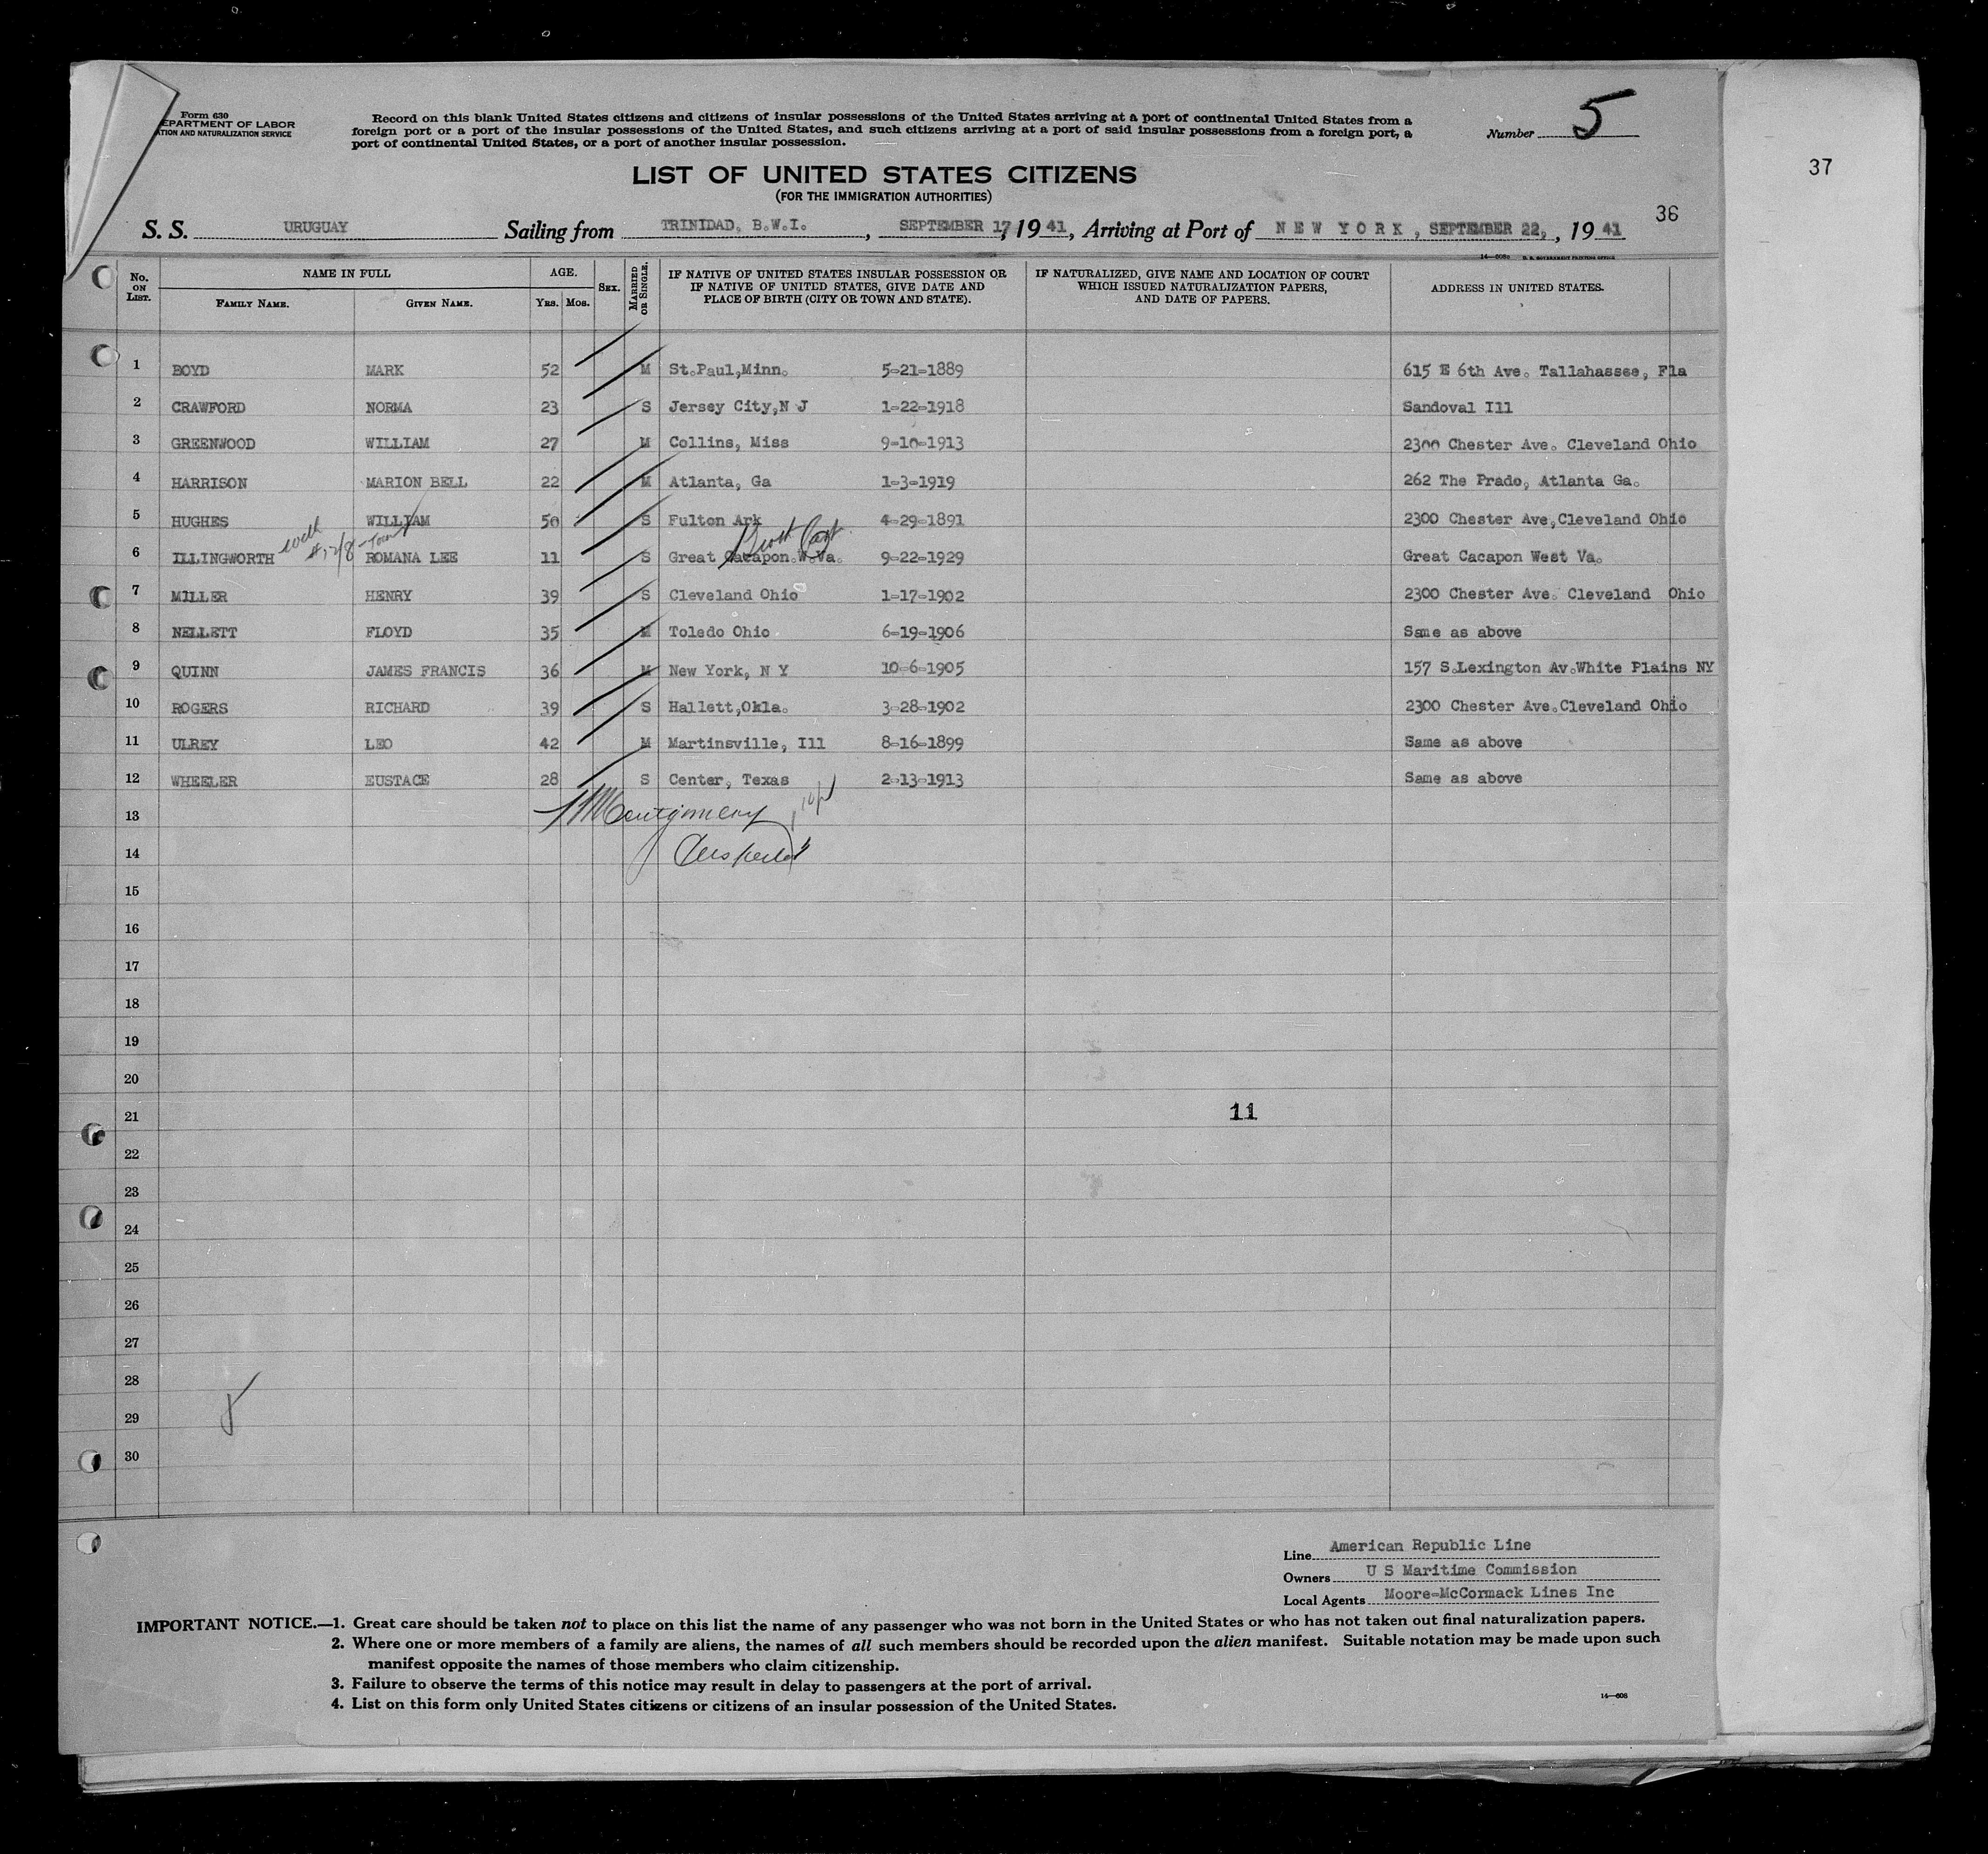 Form 630
EPARTMENT OF LABOR
ATION AND NATURALIZATION SERVICE
Record on this blank United States citizens and citizens of insular possessions of the United States arriving at a port of continental United States from a
foreign port or a port of the insular possessions of the United States, and such citizens arriving at a port of said insular possessions from a foreign port, a
port of continental United States, or a port of another insular possession.
Number 5
37
LIST OF UNITED STATES CITIZENS
(FOR THE IMMIGRATION AUTHORITIES)
36
S. S. URUGUAY Sailing from TRINIDAD, B.W.I., SEPTEMBER 17, 1941, Arriving at Port of NEW YORK, SEPTEMBER 22,, 1941
No. ON LIST. NAME IN FULL AGE. SEX. MARRIED OR SINGLE. IF NATIVE OF UNITED STATES INSULAR POSSESSION OR IF NATIVE OF UNITED STATES, GIVE DATE AND PLACE OF BIRTH (CITY OR TOWN AND STATE). IF NATURALIZED, GIVE NAME AND LOCATION OF COURT WHICH ISSUED NATURALIZATION PAPERS, AND DATE OF PAPERS. ADDRESS IN UNITED STATES.
FAMILY NAME. GIVEN NAME. YRS. MOS.
1 BOYD MARK 52 M St.Paul,Minn. 5-21-1889 615 E 6th Ave. Tallahassee, Fla
2 CRAWFORD NORMA 23 S Jersey City,N J 1-22-1918 Sandoval Ill
3 GREENWOOD WILLIAM 27 M Collins, Miss 9-10-1913 2300 Chester Ave. Cleveland Ohio
4 HARRISON MARION BELL 22 M Atlanta, Ga 1-3-1919 262 The Prado, Atlanta Ga.
5 HUGHES WILLIAM 50 S Fulton Ark 4-29-1891 2300 Chester Ave,Cleveland Ohio
with
6 ILLINGWORTH ROMANA LEE 11 S Great Cacapon.W.Va. 9-22-1929 Great Cacapon West Va.
7 MILLER HENRY 39 S Cleveland Ohio 1-17-1902 2300 Chester Ave. Cleveland Ohio
8 NELLETT FLOYD 35 M Toledo Ohio 6-19-1906 Same as above
9 QUINN JAMES FRANCIS 36 M New York, N Y 10-6-1905 157 S.Lexington Av.White Plains NY
10 ROGERS RICHARD 39 S Hallett,Okla. 3-28-1902 2300 Chester Ave.Cleveland Ohio
11 ULREY LEO 42 M Martinsville, Ill 8-16-1899 Same as above
12 WHEELER EUSTACE 28 S Center, Texas 2-13-1913 Same as above
13 Montgomery
14
15
16
17
18
19
20
21 11
22
23
24
25
26
27
28
29
30
Line American Republic Line
Owners U S Maritime Commission
Local Agents Moore-McCormack Lines Inc
IMPORTANT NOTICE.—1. Great care should be taken not to place on this list the name of any passenger who was not born in the United States or who has not taken out final naturalization papers.
2. Where one or more members of a family are aliens, the names of all such members should be recorded upon the alien manifest. Suitable notation may be made upon such
manifest opposite the names of those members who claim citizenship.
3. Failure to observe the terms of this notice may result in delay to passengers at the port of arrival.
4. List on this form only United States citizens or citizens of an insular possession of the United States.
14—608